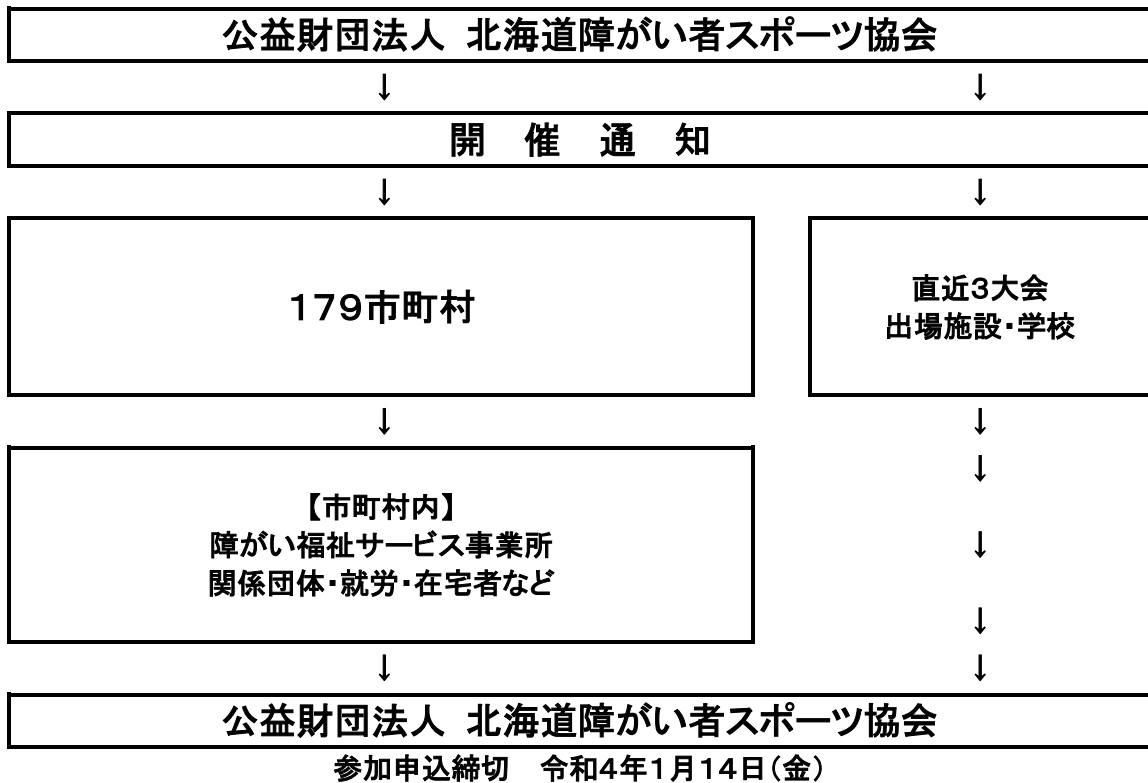 公益財団法人 北海道障がい者スポーツ協会
↓ ↓
開 催 通 知
↓ ↓
179市町村
直近3大会
出場施設・学校
↓ ↓
↓
【市町村内】
障がい福祉サービス事業所
関係団体・就労・在宅者など
↓
↓
↓ ↓
公益財団法人 北海道障がい者スポーツ協会
参加申込締切 令和4年1月14日(金)